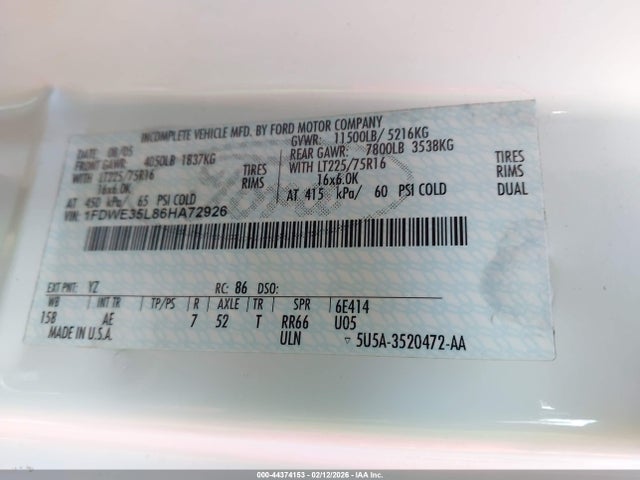 INCOMPLETE VEHICLE MFD. BY FORD MOTOR COMPANY
DATE: 08/05 GVWR: 11500LB/ 5216KG
FRONT GAWR: 4050LB 1837KG REAR GAWR: 7800LB 3538KG
WITH LT225/75R16 TIRES WITH LT225/75R16 TIRES
16x6.0K RIMS 16x6.0K RIMS
AT 450 kPa/ 65 PSI COLD AT 415 kPa/ 60 PSI COLD DUAL
VIN: 1FDWE35L86HA72926
EXT PNT: YZ RC: 86 DSO:
WB INT TR TP/PS R AXLE TR SPR 6E414
158 AE 7 52 T RR66 U05
MADE IN U.S.A. ULN 5U5A-3520472-AA
000-44374153 - 02/12/2026 - IAA Inc.